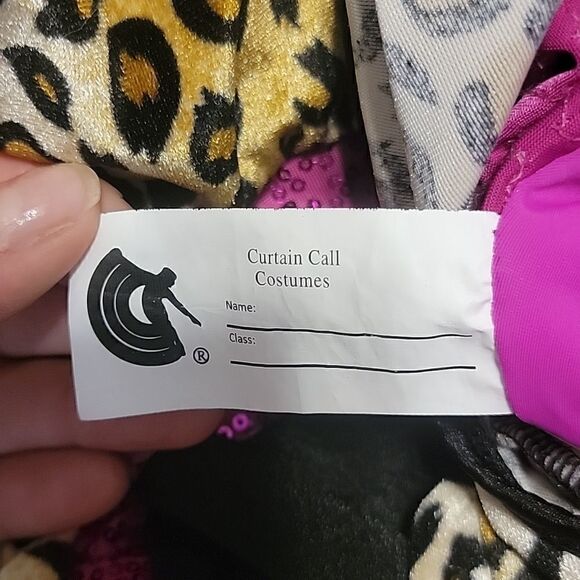 Curtain Call
Costumes
Name:
Class:
®